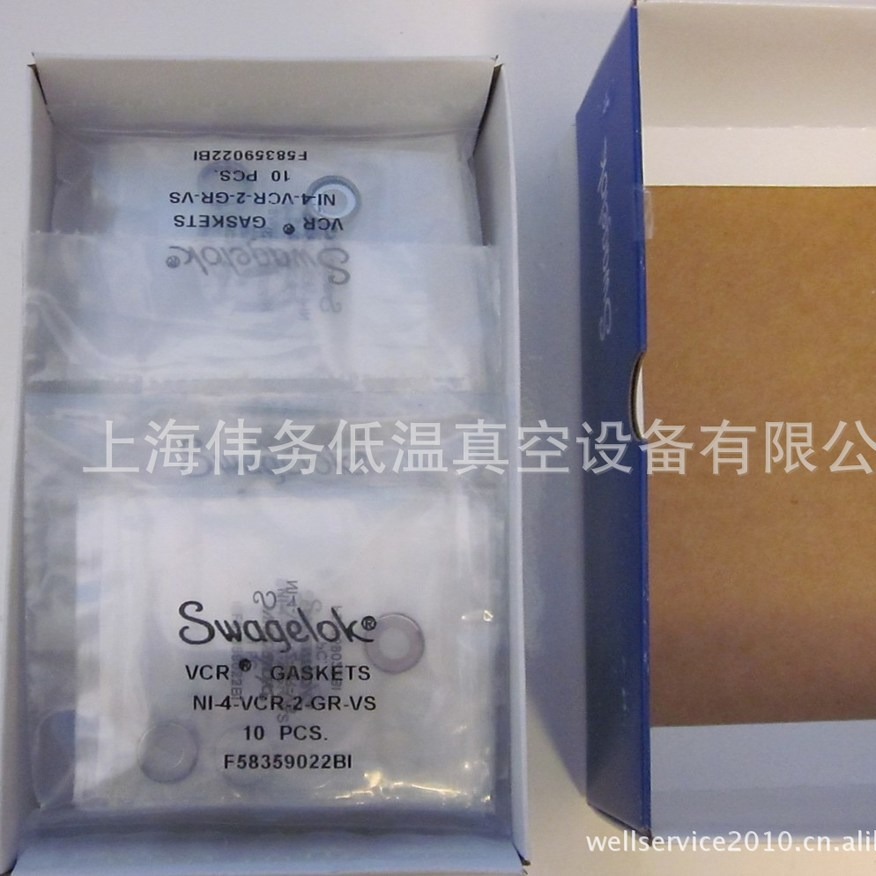 F58359022BI
10 PCS.
NI-4-VCR-2-GR-VS
VCR® GASKETS
Swagelok®
Swagelok
上海伟务低温真空设备有限公
Swagelok®
VCR® GASKETS
NI-4-VCR-2-GR-VS
10 PCS.
F58359022BI
wellservice2010.cn.ali